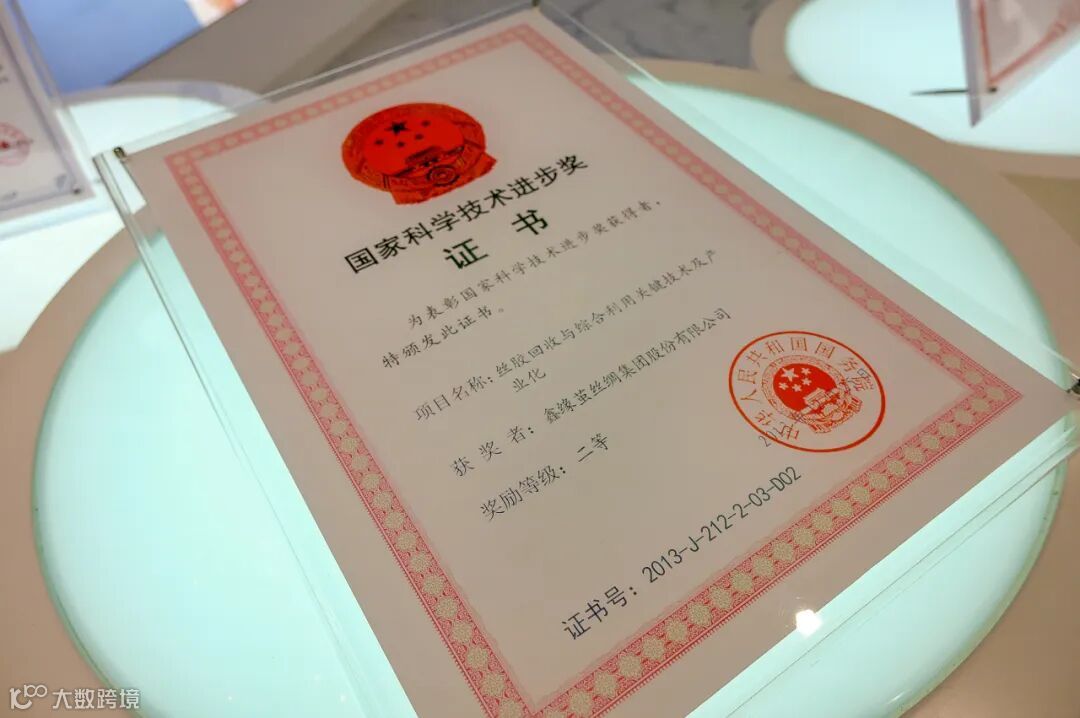 国家科学技术进步奖
证书
为表彰国家科学技术进步奖获得者，
特颁发此证书。
项目名称：丝胶回收与综合利用关键技术及产
业化
获奖者：鑫缘茧丝绸集团股份有限公司
奖励等级：二等
中华人民共和国国务院
证书号：2013-J-212-2-03-D02
大数跨境